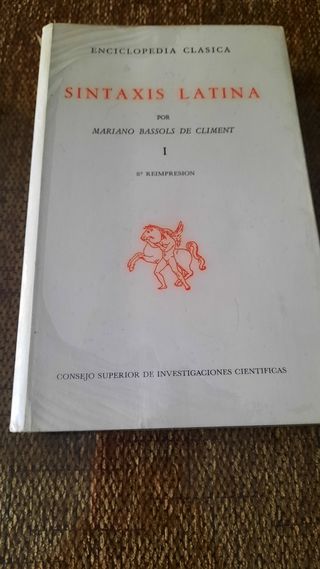 ENCICLOPEDIA CLASICA
SINTAXIS LATINA
POR
MARIANO BASSOLS DE CLIMENT
I
8ª REIMPRESION
CONSEJO SUPERIOR DE INVESTIGACIONES CIENTIFICAS